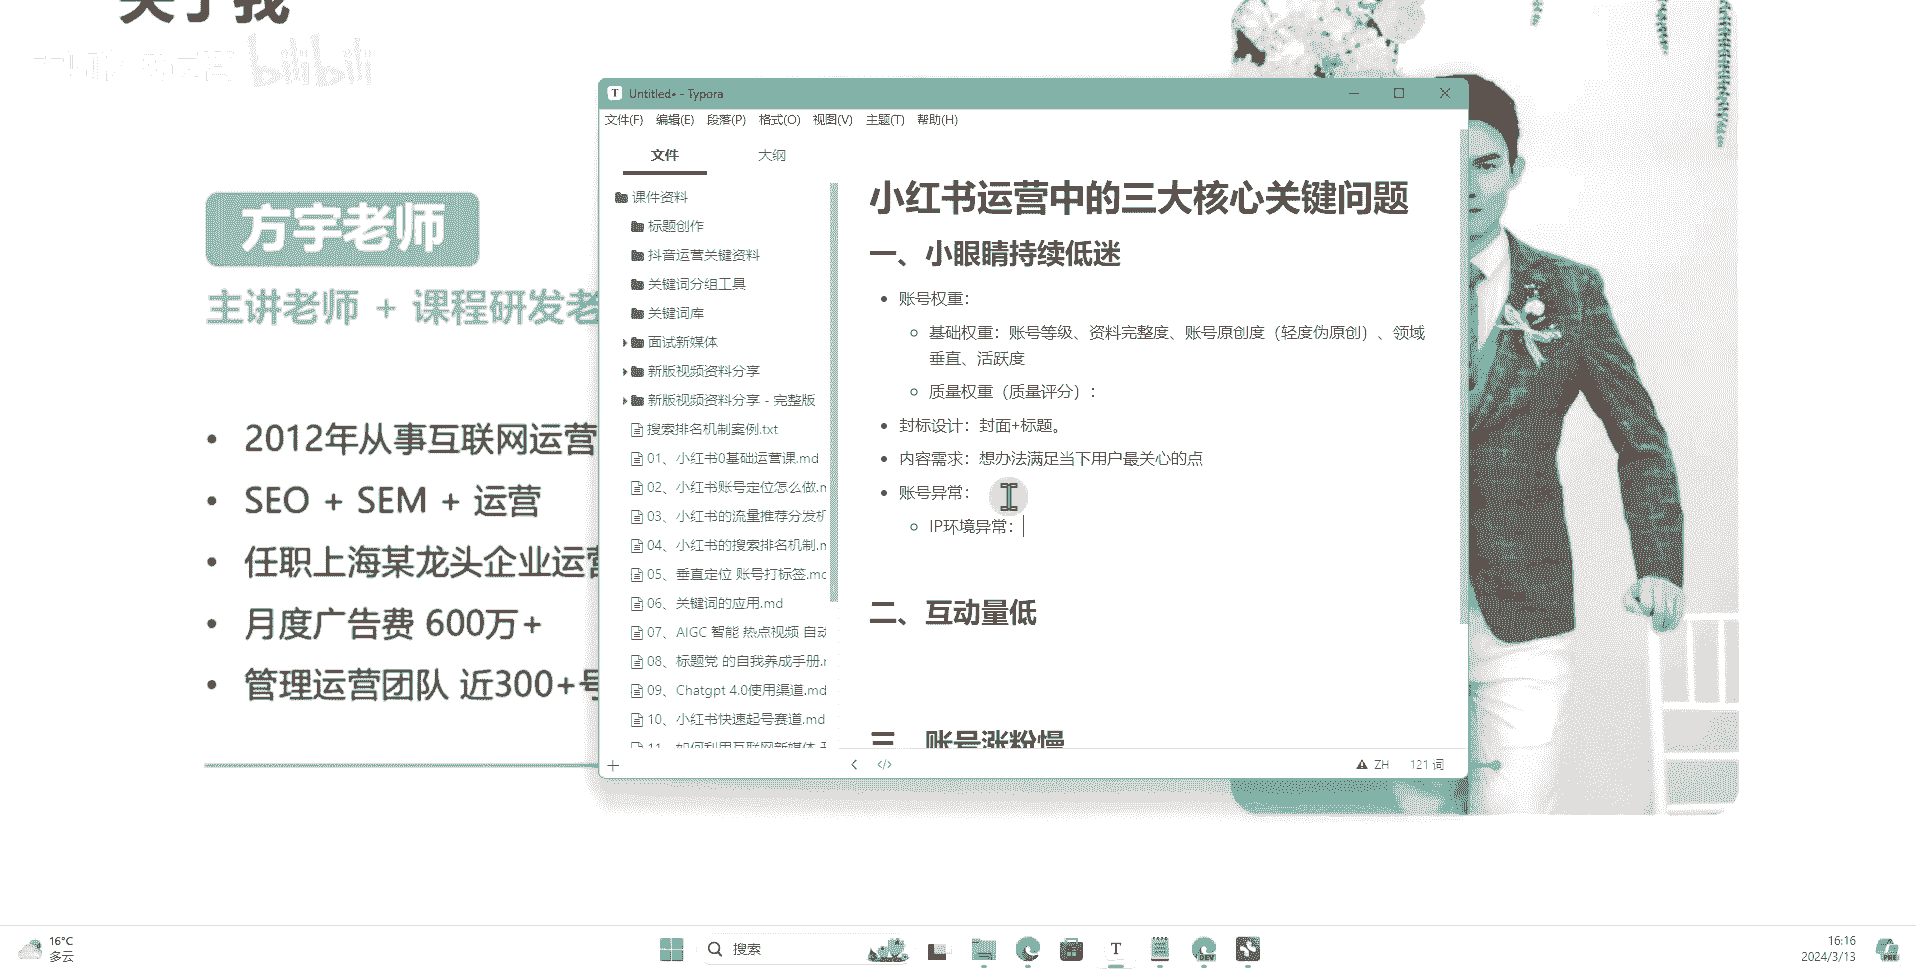 关于我
bilibili
方宇老师
主讲老师 + 课程研发老
2012年从事互联网运营
SEO + SEM + 运营
任职上海某龙头企业运营
月度广告费 600万+
管理运营团队 近300+号
Untitled• - Typora
文件(F) 编辑(E) 段落(P) 格式(O) 视图(V) 主题(T) 帮助(H)
文件 大纲
课件资料
标题创作
抖音运营关键资料
关键词分组工具
关键词库
面试新媒体
新版视频资料分享
新版视频资料分享 - 完整版
搜索排名机制案例.txt
01、小红书0基础运营课.md
02、小红书账号定位怎么做.m
03、小红书的流量推荐分发机
04、小红书的搜索排名机制.m
05、垂直定位 账号打标签.md
06、关键词的应用.md
07、AIGC 智能 热点视频 自动
08、标题党 的自我养成手册.m
09、Chatgpt 4.0使用渠道.md
10、小红书快速起号赛道.md
11、如何利用互联网新媒体
小红书运营中的三大核心关键问题
一、小眼睛持续低迷
账号权重：
基础权重：账号等级、资料完整度、账号原创度（轻度伪原创）、领域
垂直、活跃度
质量权重（质量评分）：
封标设计：封面+标题。
内容需求：想办法满足当下用户最关心的点
账号异常：
IP环境异常：
二、互动量低
三、账号涨粉慢
</> ZH 121 词
16°C
多云
搜索
16:16
2024/3/13